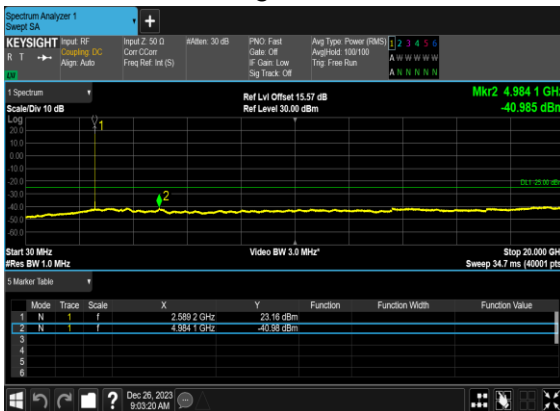 Spectrum Analyzer 1
Swept SA
KEYSIGHT Input: RF Input Z: 50 Ω #Atten: 30 dB PNO: Fast Avg Type: Power (RMS) 1 2 3 4 5 6
R T Coupling: DC Corr CCorr Gate: Off Avg|Hold: 100/100 A W W W W W
Align: Auto Freq Ref: Int (S) IF Gain: Low Trig: Free Run
LV Sig Track: Off A N N N N N
1 Spectrum Ref Lvl Offset 15.57 dB Mkr2 4.984 1 GHz
Scale/Div 10 dB Ref Level 30.00 dBm -40.985 dBm
Log
20.0
10.0
0.00
-10.0
-20.0
-30.0
-40.0
-50.0
-60.0
1
2
DL1 -25.00 dBm
Start 30 MHz Video BW 3.0 MHz* Stop 20.000 GHz
#Res BW 1.0 MHz Sweep 34.7 ms (40001 pts)
5 Marker Table
Mode Trace Scale X Y Function Function Width Function Value
1 N 1 f 2.589 2 GHz 23.16 dBm
2 N 1 f 4.984 1 GHz -40.98 dBm
3
4
5
6
? Dec 26, 2023
9:03:20 AM